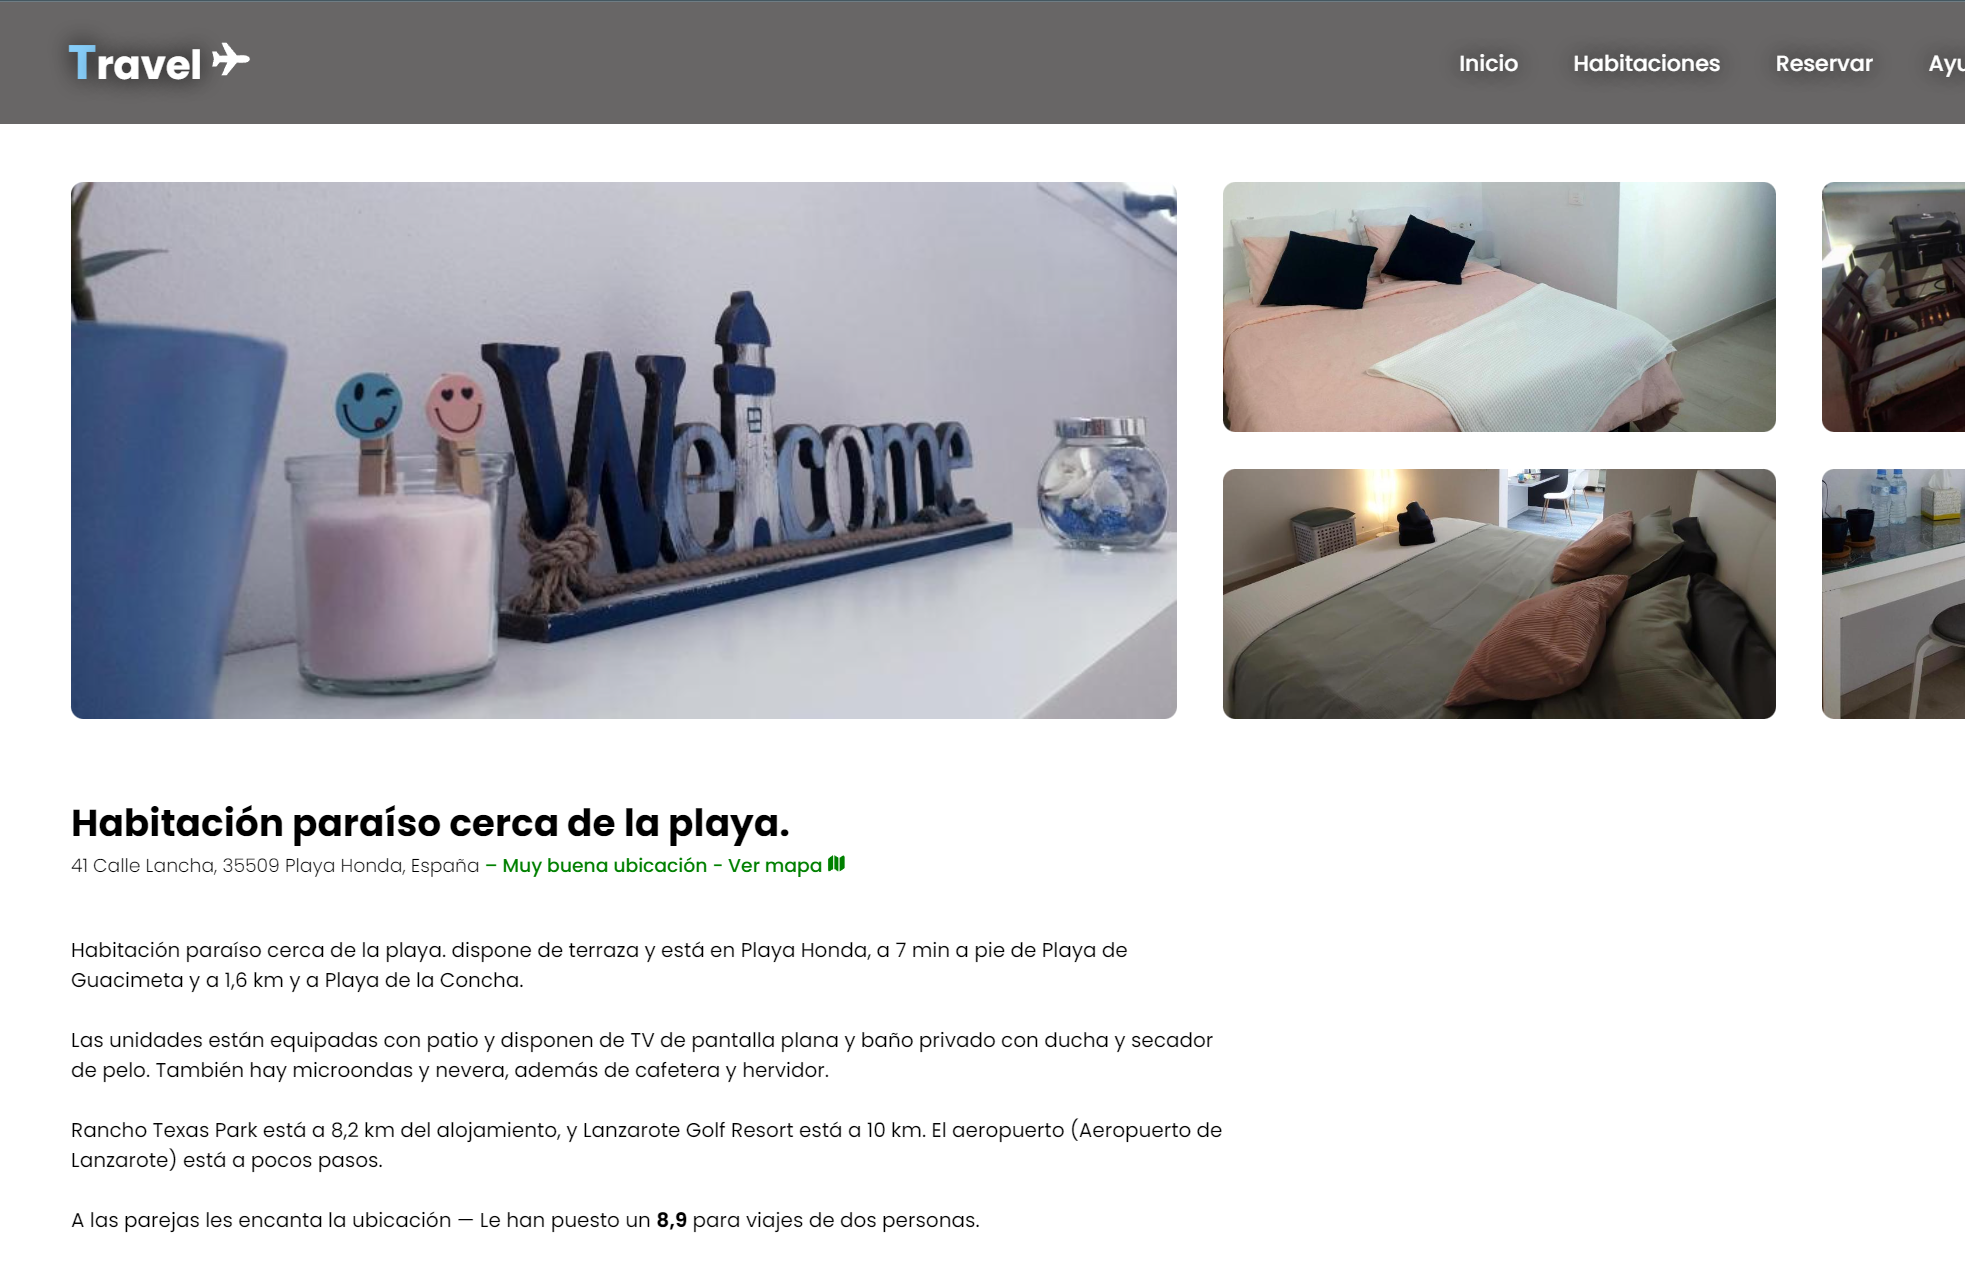 Travel
Inicio Habitaciones Reservar
Welcome
Habitación paraíso cerca de la playa.
41 Calle Lancha, 35509 Playa Honda, España – Muy buena ubicación - Ver mapa
Habitación paraíso cerca de la playa. dispone de terraza y está en Playa Honda, a 7 min a pie de Playa de
Guacimeta y a 1,6 km y a Playa de la Concha.
Las unidades están equipadas con patio y disponen de TV de pantalla plana y baño privado con ducha y secador
de pelo. También hay microondas y nevera, además de cafetera y hervidor.
Rancho Texas Park está a 8,2 km del alojamiento, y Lanzarote Golf Resort está a 10 km. El aeropuerto (Aeropuerto de
Lanzarote) está a pocos pasos.
A las parejas les encanta la ubicación — Le han puesto un 8,9 para viajes de dos personas.